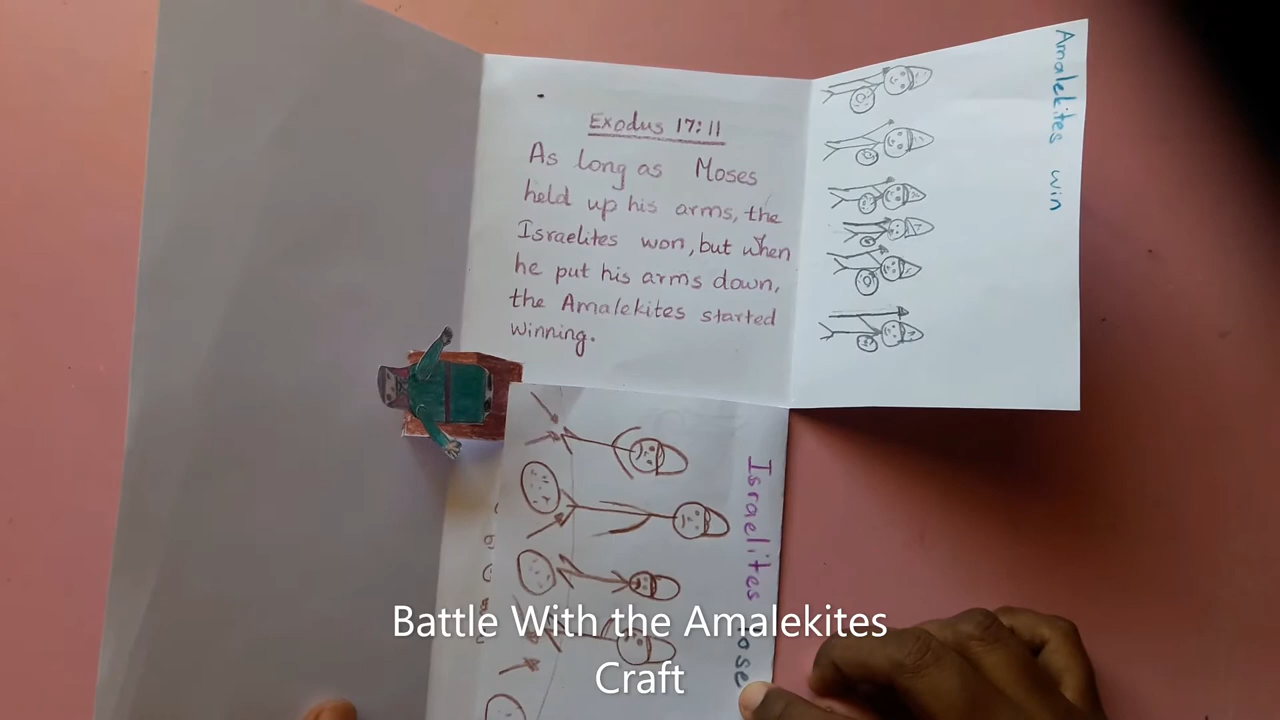 Exodus 17:11
As long as Moses
held up his arms, the
Israelites won, but when
he put his arms down,
the Amalekites started
winning.
Amalekites win
Israelites lose
Battle With the Amalekites
Craft